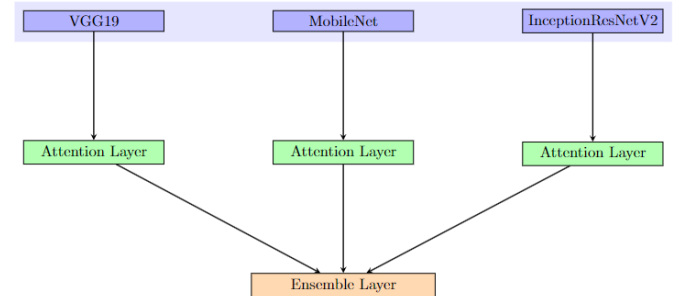 VGG19
MobileNet
InceptionResNetV2
Attention Layer
Attention Layer
Attention Layer
Ensemble Layer